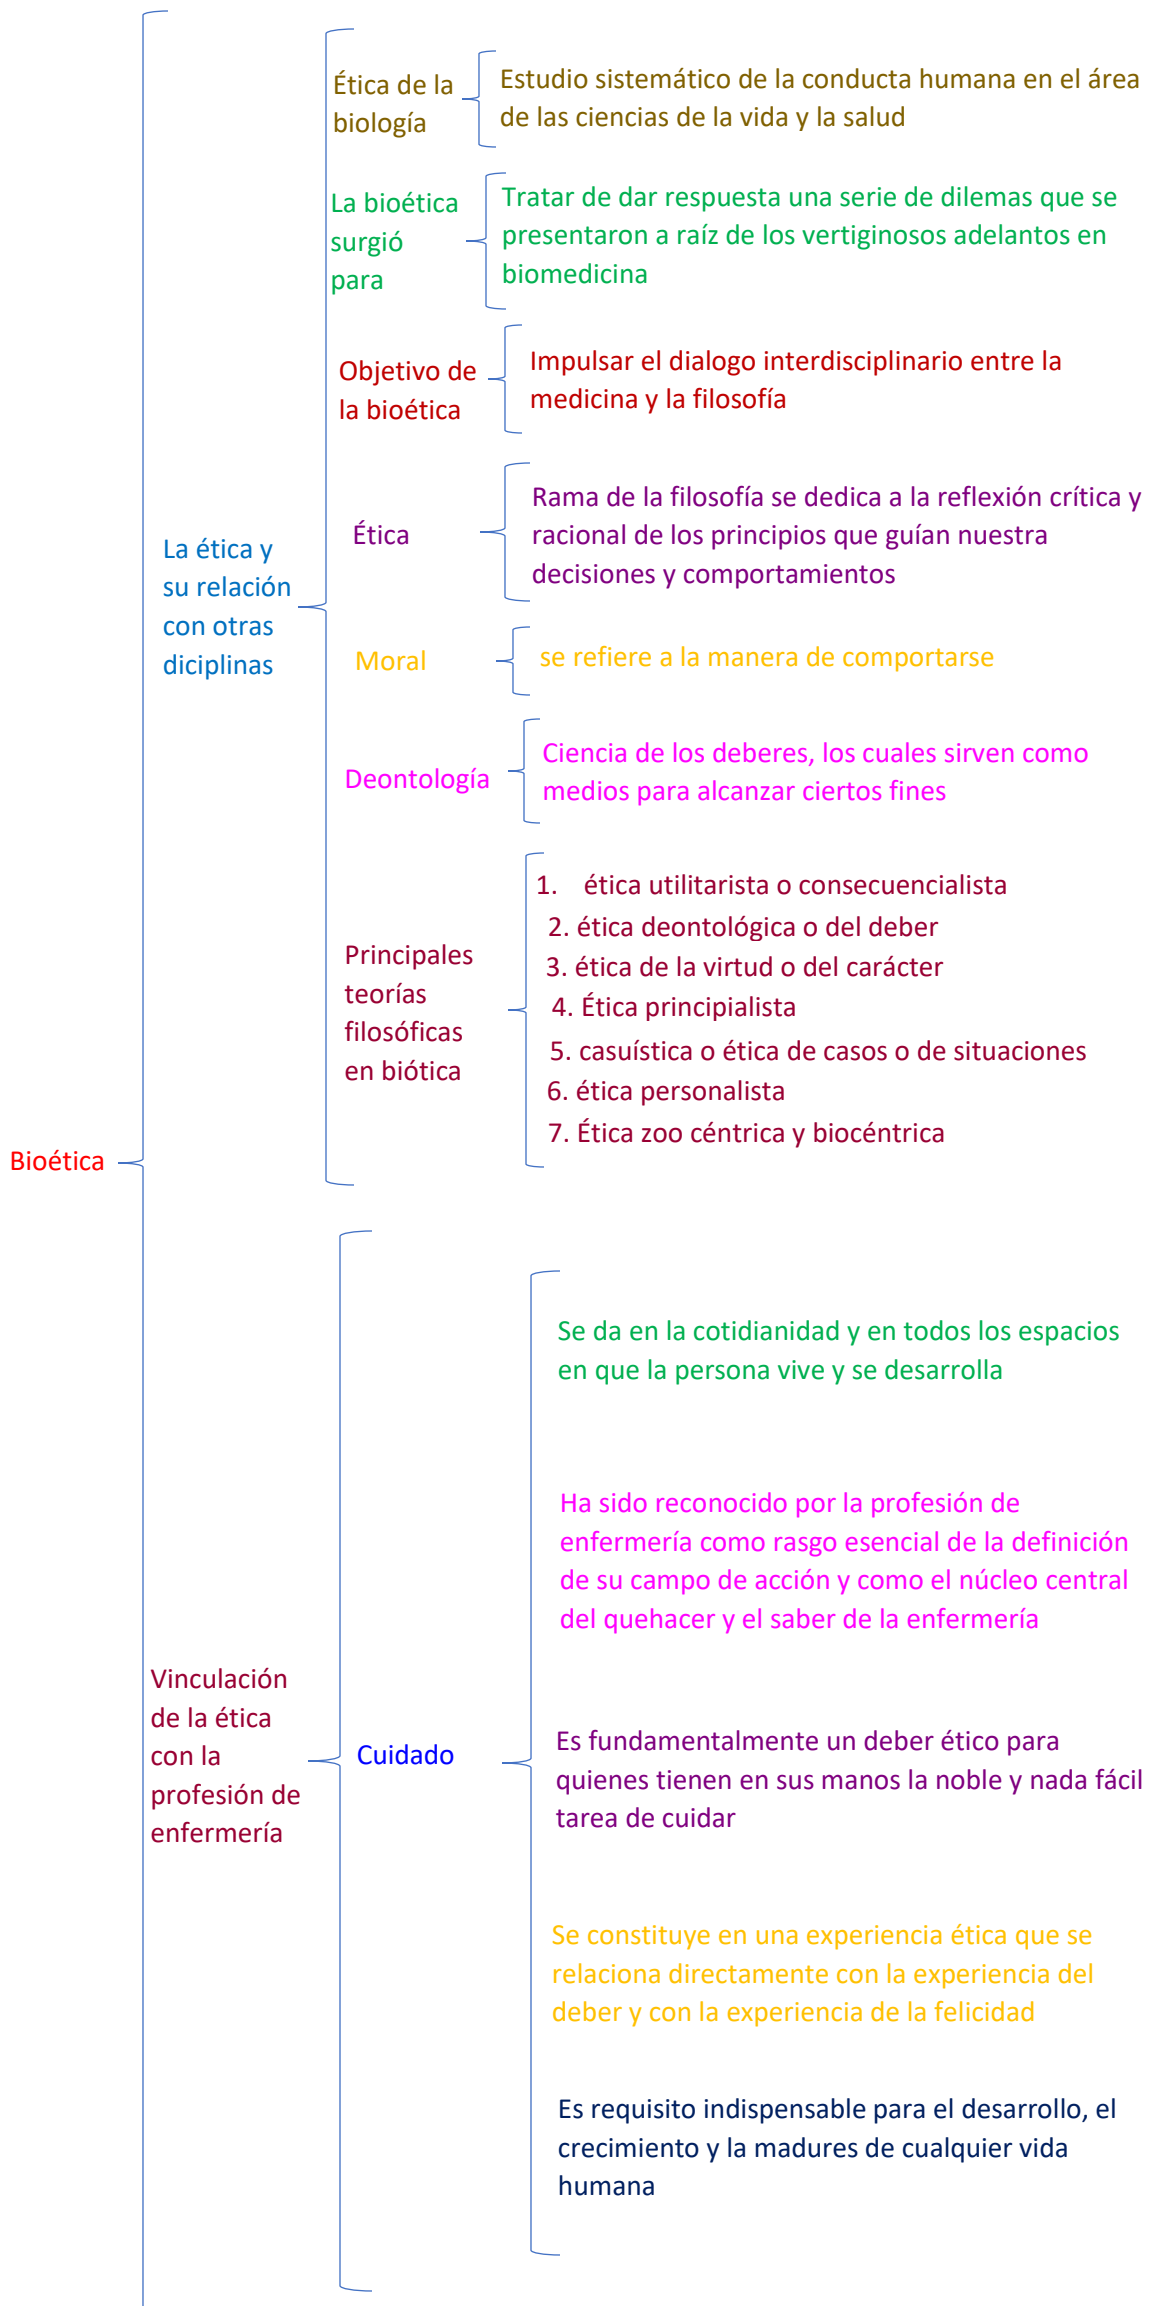 Bioética
La ética y
su relación
con otras
diciplinas
Ética de la
biología
Estudio sistemático de la conducta humana en el área
de las ciencias de la vida y la salud
La bioética
surgió
para
Tratar de dar respuesta una serie de dilemas que se
presentaron a raíz de los vertiginosos adelantos en
biomedicina
Objetivo de
la bioética
Impulsar el dialogo interdisciplinario entre la
medicina y la filosofía
Ética
Rama de la filosofía se dedica a la reflexión crítica y
racional de los principios que guían nuestra
decisiones y comportamientos
Moral
se refiere a la manera de comportarse
Deontología
Ciencia de los deberes, los cuales sirven como
medios para alcanzar ciertos fines
Principales
teorías
filosóficas
en biótica
1. ética utilitarista o consecuencialista
2. ética deontológica o del deber
3. ética de la virtud o del carácter
4. Ética principialista
5. casuística o ética de casos o de situaciones
6. ética personalista
7. Ética zoo céntrica y biocéntrica
Vinculación
de la ética
con la
profesión de
enfermería
Cuidado
Se da en la cotidianidad y en todos los espacios
en que la persona vive y se desarrolla
Ha sido reconocido por la profesión de
enfermería como rasgo esencial de la definición
de su campo de acción y como el núcleo central
del quehacer y el saber de la enfermería
Es fundamentalmente un deber ético para
quienes tienen en sus manos la noble y nada fácil
tarea de cuidar
Se constituye en una experiencia ética que se
relaciona directamente con la experiencia del
deber y con la experiencia de la felicidad
Es requisito indispensable para el desarrollo, el
crecimiento y la madures de cualquier vida
humana